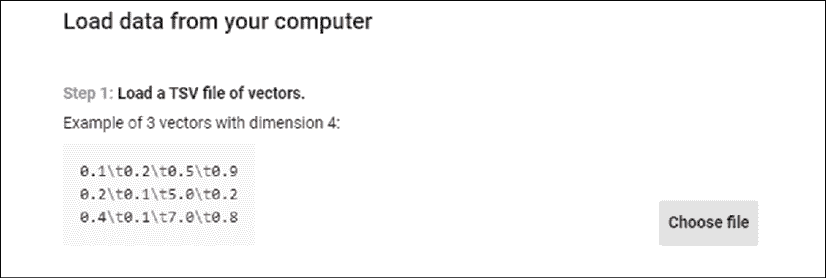 Load data from your computer
Step 1: Load a TSV file of vectors.
Example of 3 vectors with dimension 4:
0.1\t0.2\t0.5\t0.9
0.2\t0.1\t5.0\t0.2
0.4\t0.1\t7.0\t0.8
Choose file